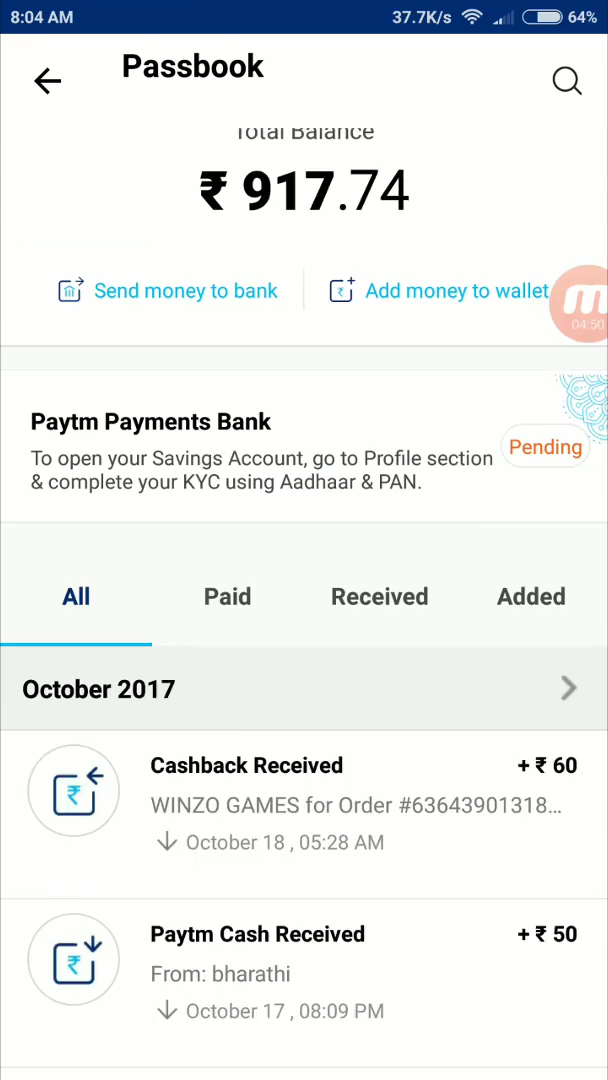 8:04 AM 37.7K/s 64%
Passbook
Total Balance
₹ 917.74
Send money to bank
Add money to wallet
04:50
Paytm Payments Bank
To open your Savings Account, go to Profile section
& complete your KYC using Aadhaar & PAN.
Pending
All Paid Received Added
October 2017
Cashback Received + ₹ 60
WINZO GAMES for Order #63643901318...
October 18 , 05:28 AM
Paytm Cash Received + ₹ 50
From: bharathi
October 17 , 08:09 PM